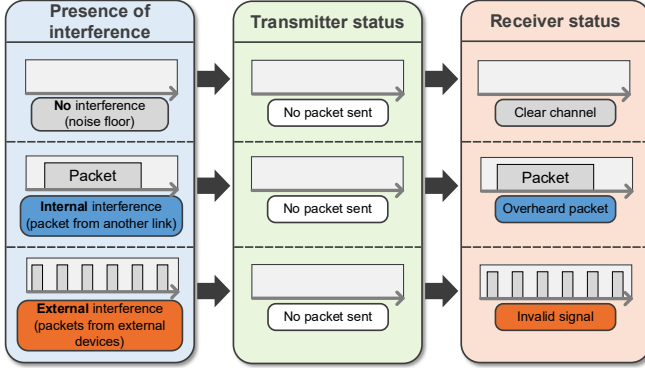 Presence of
interference
Transmitter status
Receiver status
No interference
(noise floor)
No packet sent
Clear channel
Packet
Internal interference
(packet from another link)
No packet sent
Packet
Overheard packet
External interference
(packets from external
devices)
No packet sent
Invalid signal